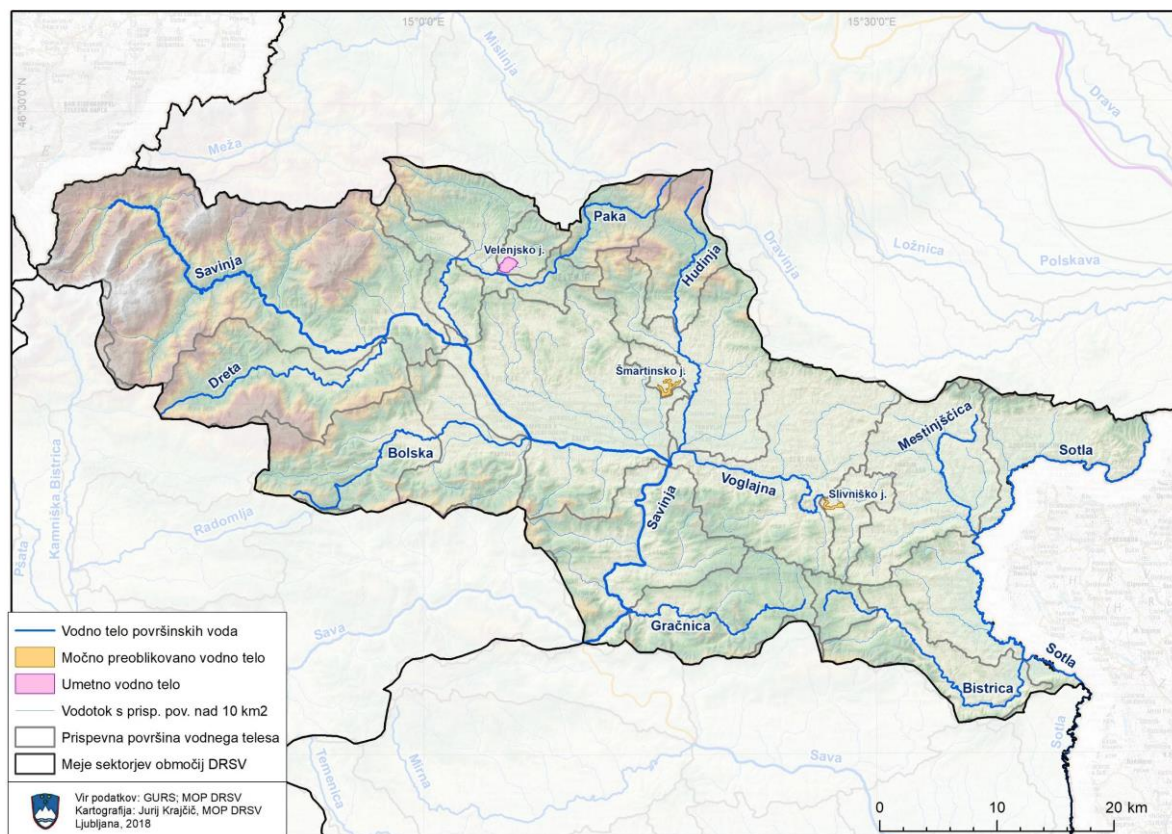 15°0'0"E
15°30'0"E
46°30'0"N
Mislinja
Drava
Meža
Paka
Velenjsko j.
Hudinja
Dravinja
Ložnica
Polskava
Savinja
Dreta
Šmartinsko j.
Mestinjščica
Sotla
Bolska
Voglajna
Slivniško j.
Savinja
Kamniška Bistrica
Pšata
Radomlja
Sava
Gračnica
Bistrica
Sotla
Sotla
Sava
Temenica
Mirna
Vodno telo površinskih voda
Močno preoblikovano vodno telo
Umetno vodno telo
Vodotok s prisp. pov. nad 10 km2
Prispevna površina vodnega telesa
Meje sektorjev območij DRSV
Vir podatkov: GURS; MOP DRSV
Kartografija: Jurij Krajčič, MOP DRSV
Ljubljana, 2018
0 10 20 km